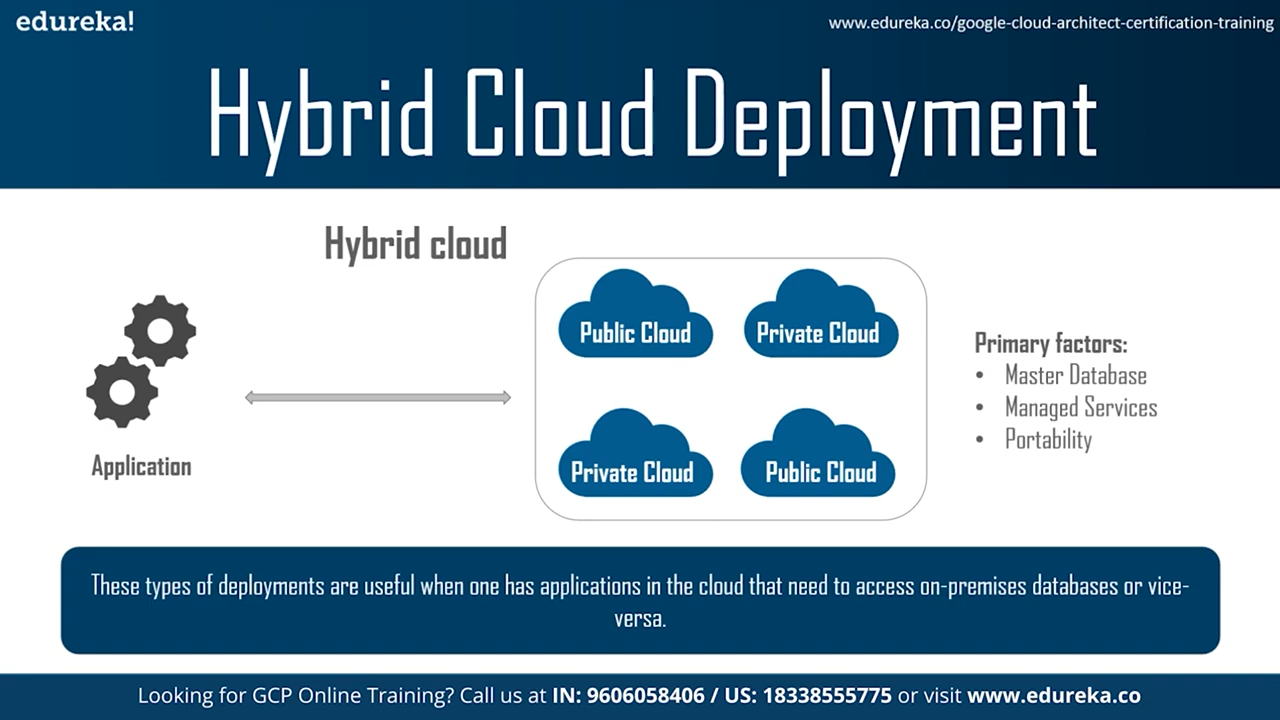 edureka!
www.edureka.co/google-cloud-architect-certification-training
Hybrid Cloud Deployment
Hybrid cloud
Public Cloud
Private Cloud
Private Cloud
Public Cloud
Application
Primary factors:
• Master Database
• Managed Services
• Portability
These types of deployments are useful when one has applications in the cloud that need to access on-premises databases or vice-
versa.
Looking for GCP Online Training? Call us at IN: 9606058406 / US: 18338555775 or visit www.edureka.co